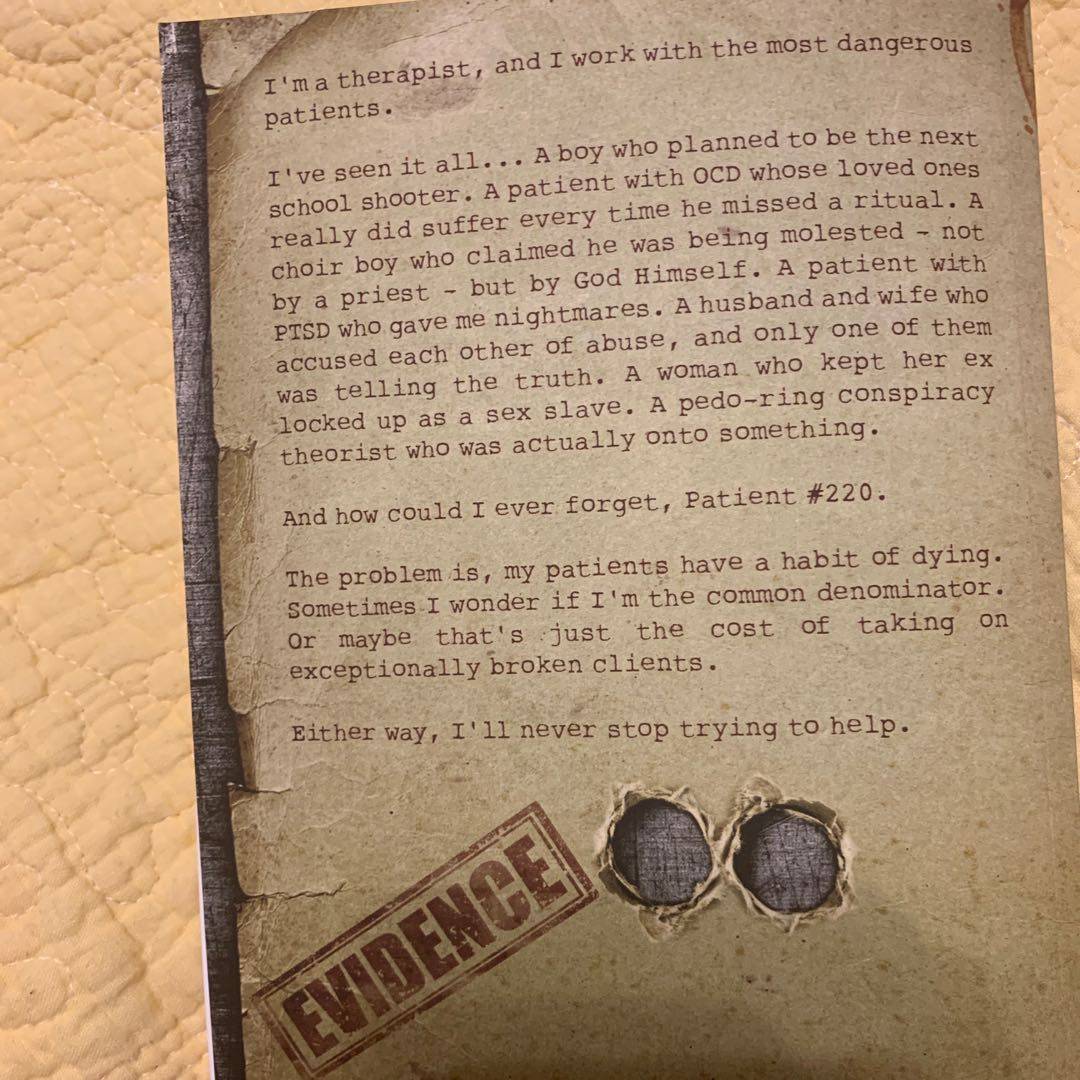 I'm a therapist, and I work with the most dangerous
patients.
I've seen it all... A boy who planned to be the next
school shooter. A patient with OCD whose loved ones
really did suffer every time he missed a ritual. A
choir boy who claimed he was being molested - not
by a priest - but by God Himself. A patient with
PTSD who gave me nightmares. A husband and wife who
accused each other of abuse, and only one of them
was telling the truth. A woman who kept her ex
locked up as a sex slave. A pedo-ring conspiracy
theorist who was actually onto something.
And how could I ever forget, Patient #220.
The problem is, my patients have a habit of dying.
Sometimes I wonder if I'm the common denominator.
Or maybe that's just the cost of taking on
exceptionally broken clients.
Either way, I'll never stop trying to help.
EVIDENCE